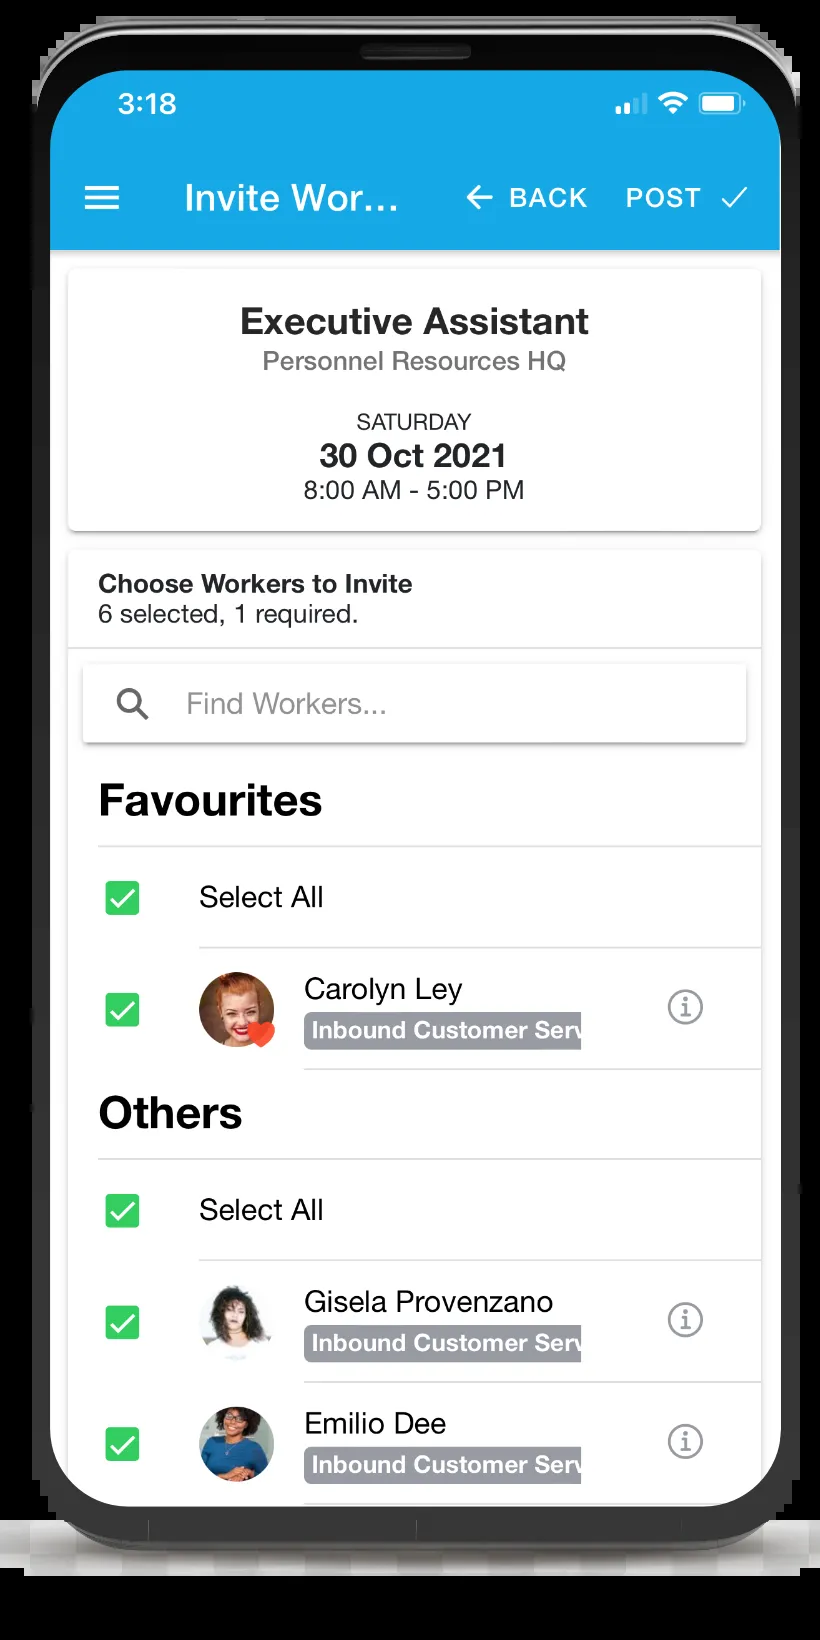 3:18
Invite Wor... BACK POST
Executive Assistant
Personnel Resources HQ
SATURDAY
30 Oct 2021
8:00 AM - 5:00 PM
Choose Workers to Invite
6 selected, 1 required.
Find Workers...
Favourites
Select All
Carolyn Ley
Inbound Customer Serv
Others
Select All
Gisela Provenzano
Inbound Customer Serv
Emilio Dee
Inbound Customer Serv